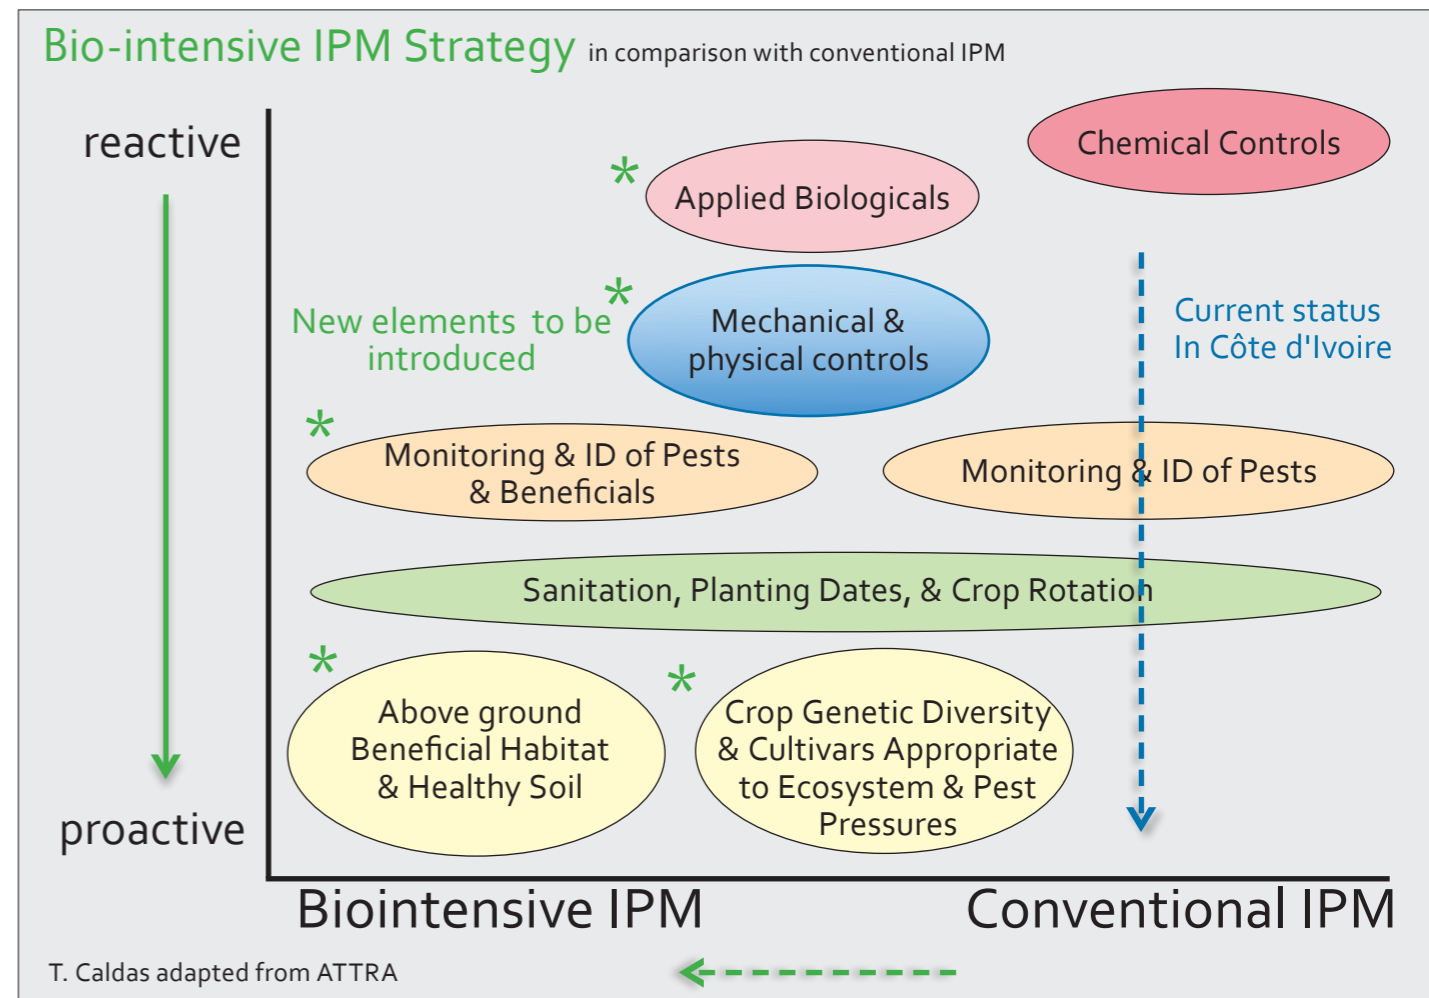 Bio-intensive IPM Strategy in comparison with conventional IPM
reactive
Chemical Controls
* Applied Biologicals
* Mechanical &
physical controls
New elements to be
introduced
Current status
In Côte d'Ivoire
* Monitoring & ID of Pests
& Beneficials
Monitoring & ID of Pests
Sanitation, Planting Dates, & Crop Rotation
* Above ground
Beneficial Habitat
& Healthy Soil
* Crop Genetic Diversity
& Cultivars Appropriate
to Ecosystem & Pest
Pressures
proactive
Biointensive IPM
Conventional IPM
T. Caldas adapted from ATTRA